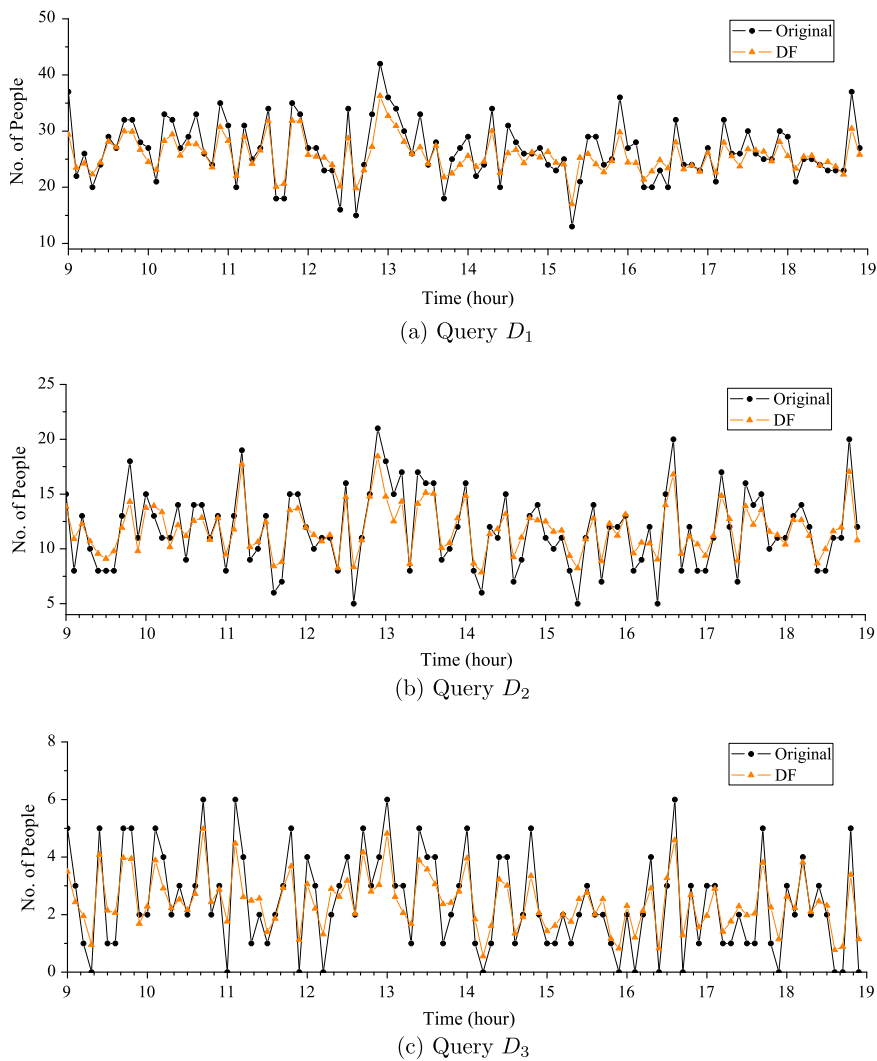 50
40
30
20
10
No. of People
Original
DF
9 10 11 12 13 14 15 16 17 18 19
Time (hour)
(a) Query D₁
25
20
15
10
5
No. of People
Original
DF
9 10 11 12 13 14 15 16 17 18 19
Time (hour)
(b) Query D₂
8
6
4
2
0
No. of People
Original
DF
9 10 11 12 13 14 15 16 17 18 19
Time (hour)
(c) Query D₃